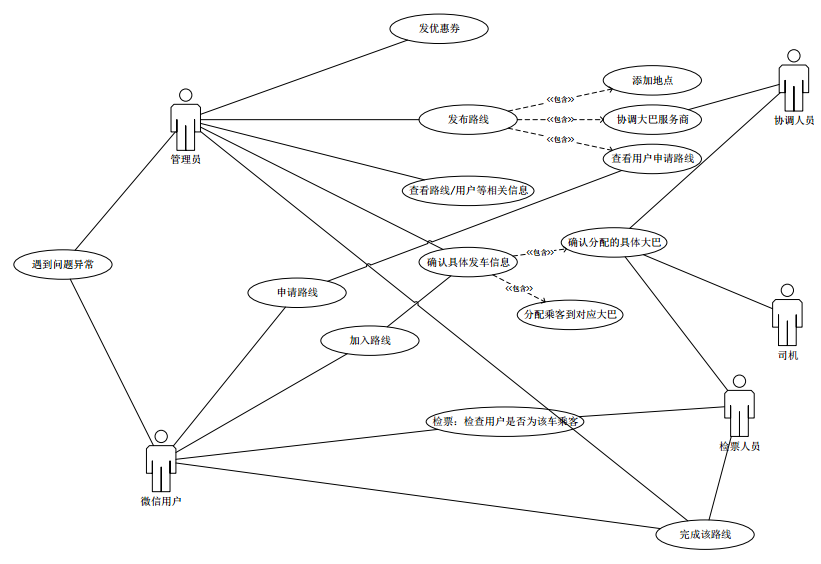 发优惠券
添加地点
《包含》
发布路线
《包含》
协调大巴服务商
协调人员
《包含》
管理员
查看用户申请路线
查看路线/用户等相关信息
确认分配的具体大巴
《包含》
遇到问题异常
确认具体发车信息
《包含》
申请路线
分配乘客到对应大巴
加入路线
司机
检票：检查用户是否为该车乘客
检票人员
微信用户
完成该路线